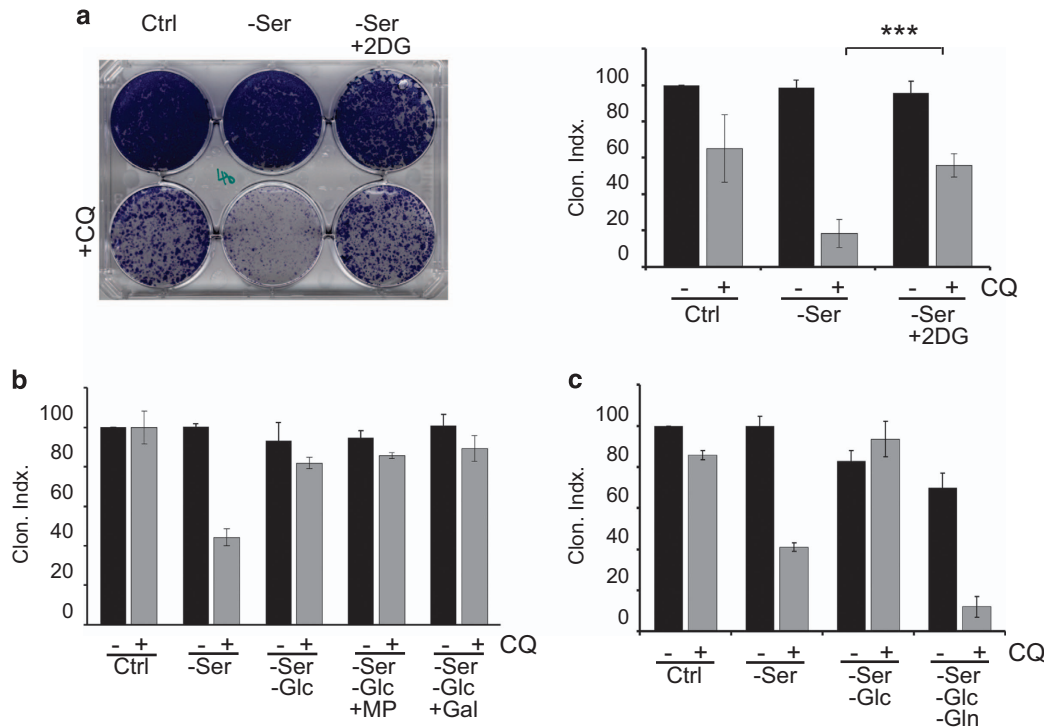 a
Ctrl -Ser -Ser
+2DG
+CQ
***
Clon. Indx.
100
80
60
40
20
0
- + - + - + CQ
Ctrl -Ser -Ser
+2DG
b
Clon. Indx.
100
80
60
40
20
0
- + - + - + - + - + CQ
Ctrl -Ser -Ser -Ser -Ser
-Glc -Glc -Glc
+MP +Gal
c
Clon. Indx.
100
80
60
40
20
0
- + - + - + - + CQ
Ctrl -Ser -Ser -Ser
-Glc -Glc
-Gln